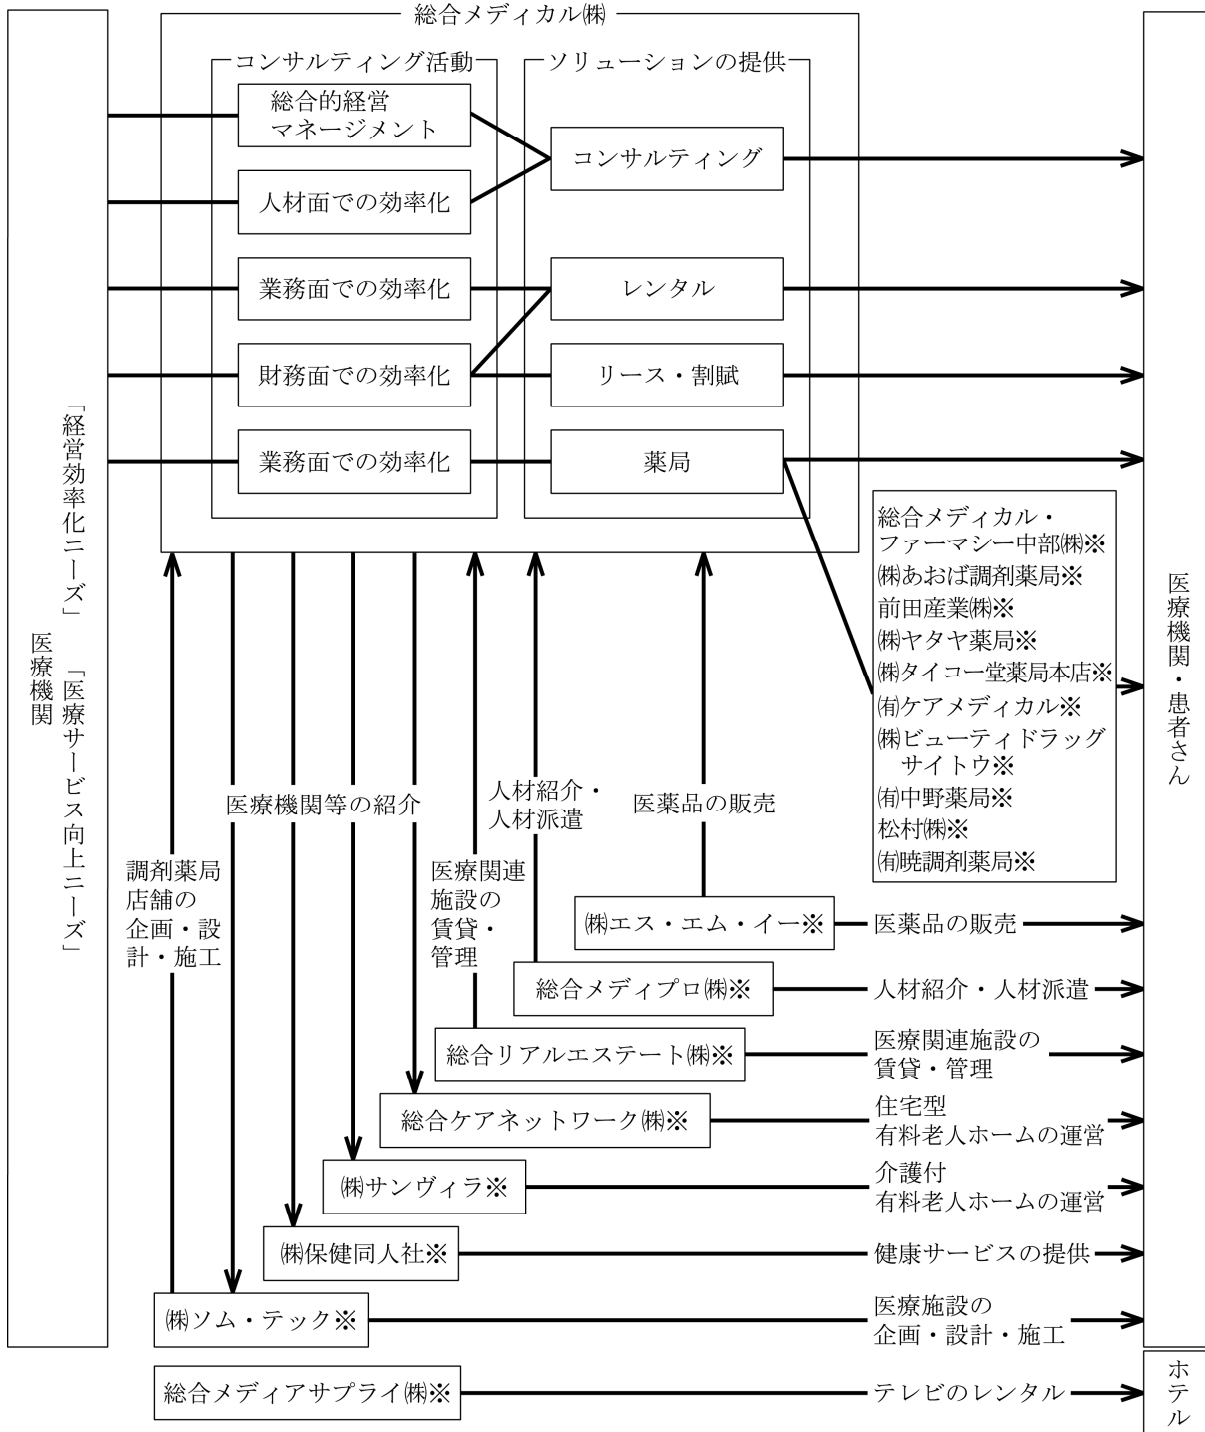 総合メディカル㈱
コンサルティング活動
ソリューションの提供
総合的経営
マネージメント
人材面での効率化
業務面での効率化
財務面での効率化
業務面での効率化
コンサルティング
レンタル
リース・割賦
薬局
「経営効率化ニーズ」 「医療サービス向上ニーズ」
医療機関
医療機関・患者さん
総合メディカル・
ファーマシー中部㈱※
㈱あおば調剤薬局※
前田産業㈱※
㈱ヤタヤ薬局※
㈱タイコー堂薬局本店※
㈲ケアメディカル※
㈱ビューティドラッグ
サイトウ※
㈲中野薬局※
松村㈱※
㈲暁調剤薬局※
調剤薬局
店舗の
企画・設
計・施工
医療機関等の紹介
医療関連
施設の
賃貸・
管理
人材紹介・
人材派遣
医薬品の販売
㈱エス・エム・イー※
医薬品の販売
総合メディプロ㈱※
人材紹介・人材派遣
総合リアルエステート㈱※
医療関連施設の
賃貸・管理
総合ケアネットワーク㈱※
住宅型
有料老人ホームの運営
㈱サンヴィラ※
介護付
有料老人ホームの運営
㈱保健同人社※
健康サービスの提供
㈱ソム・テック※
医療施設の
企画・設計・施工
総合メディアサプライ㈱※
テレビのレンタル
ホテル